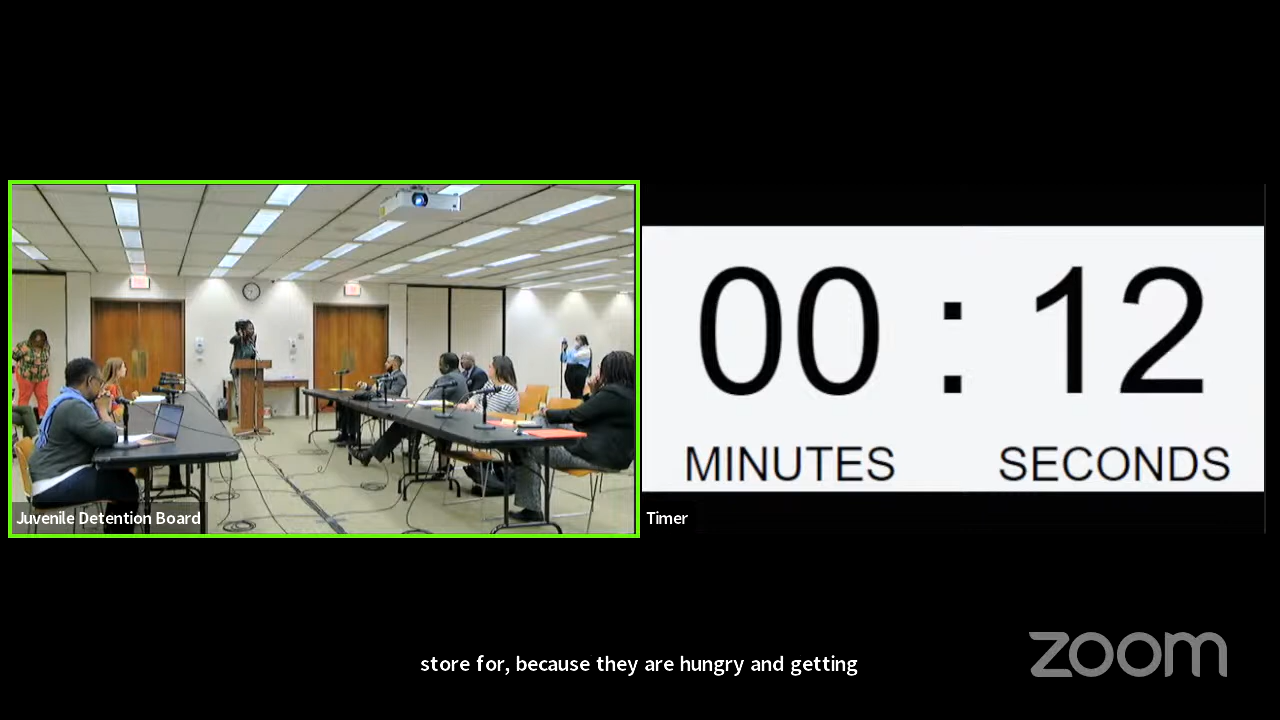 00 : 12
MINUTES SECONDS
Juvenile Detention Board
Timer
store for, because they are hungry and getting
zoom